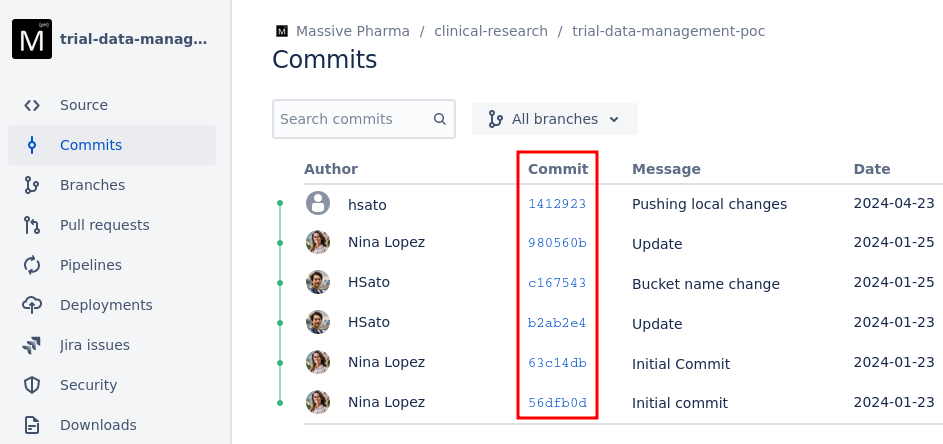 M (pH)
trial-data-manag...
Source
Commits
Branches
Pull requests
Pipelines
Deployments
Jira issues
Security
Downloads
M Massive Pharma / clinical-research / trial-data-management-poc
Commits
Search commits
All branches
Author Commit Message Date
hsato 1412923 Pushing local changes 2024-04-23
Nina Lopez 980560b Update 2024-01-25
HSato c167543 Bucket name change 2024-01-25
HSato b2ab2e4 Update 2024-01-23
Nina Lopez 63c14db Initial Commit 2024-01-23
Nina Lopez 56dfb0d Initial commit 2024-01-23